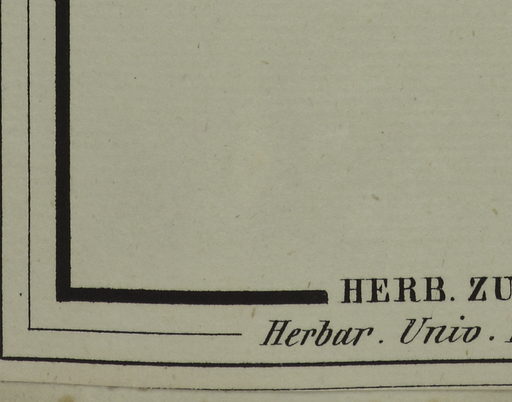 HERB. ZU
Herbar. Unio.